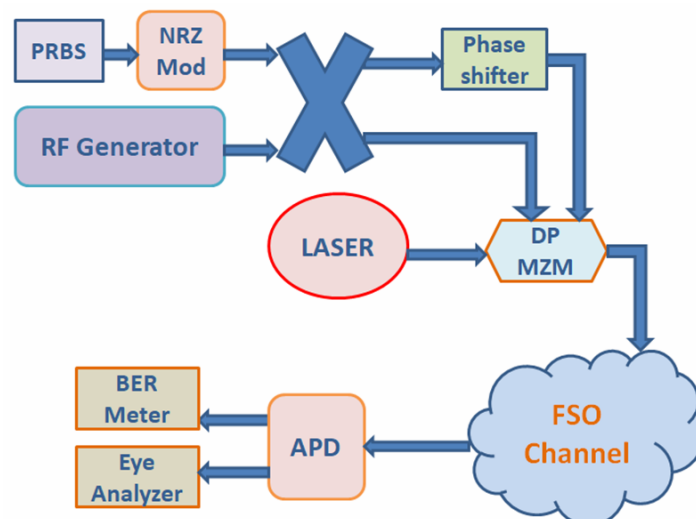 PRBS
NRZ
Mod
Phase
shifter
RF Generator
LASER
DP
MZM
BER
Meter
APD
FSO
Channel
Eye
Analyzer